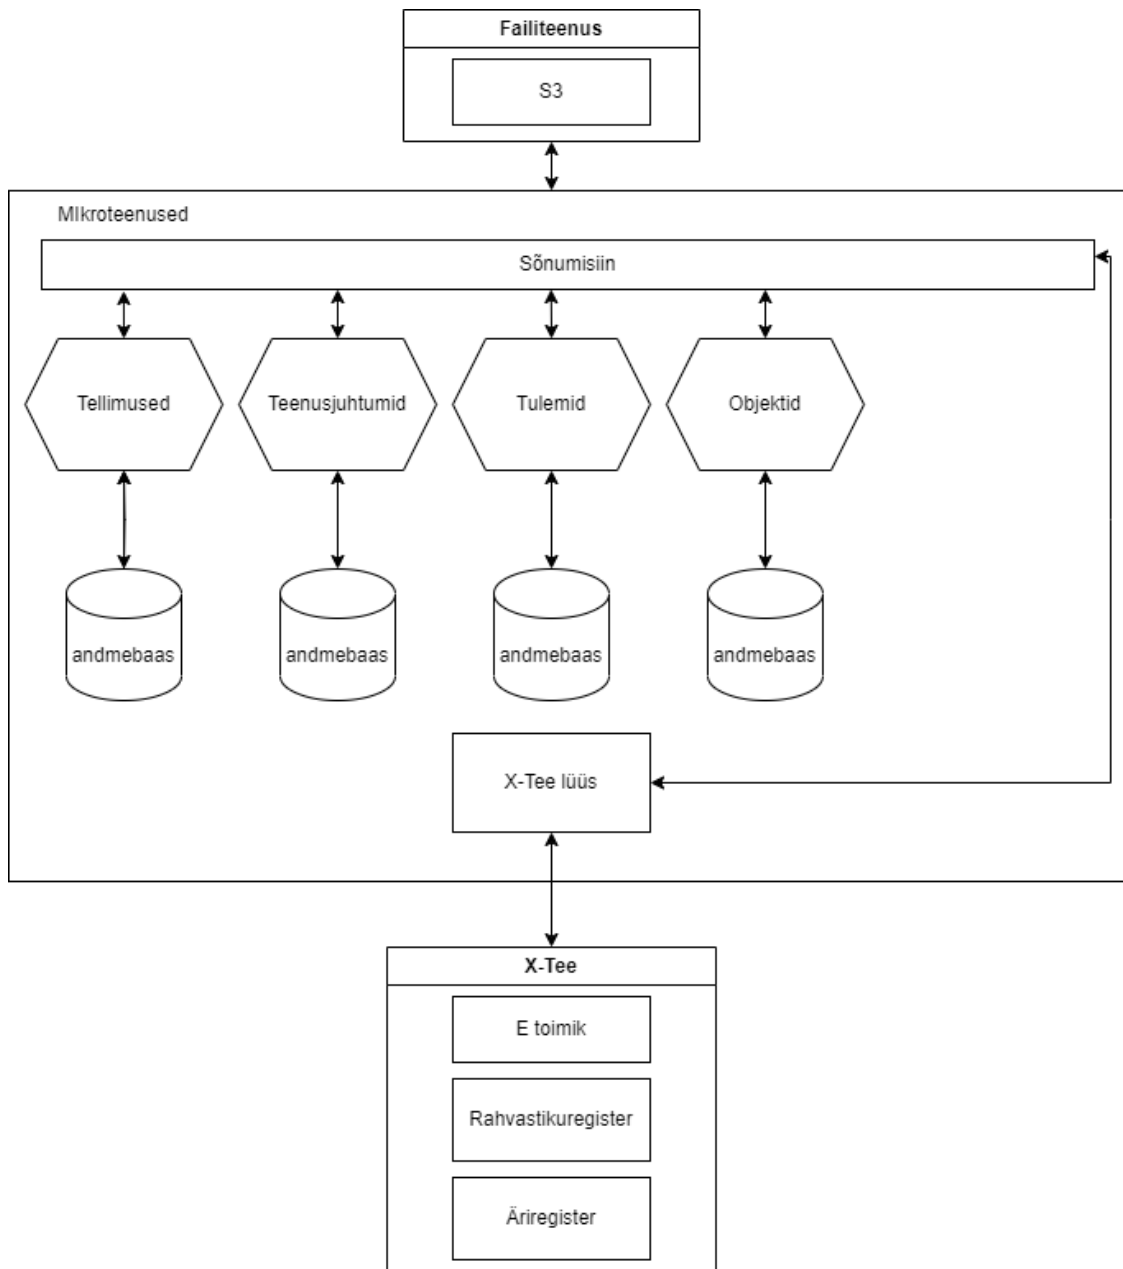 Failiteenus
S3
MIkroteenused
Sõnumisiin
Tellimused
Teenusjuhtumid
Tulemid
Objektid
andmebaas
andmebaas
andmebaas
andmebaas
X-Tee lüüs
X-Tee
E toimik
Rahvastikuregister
Äriregister